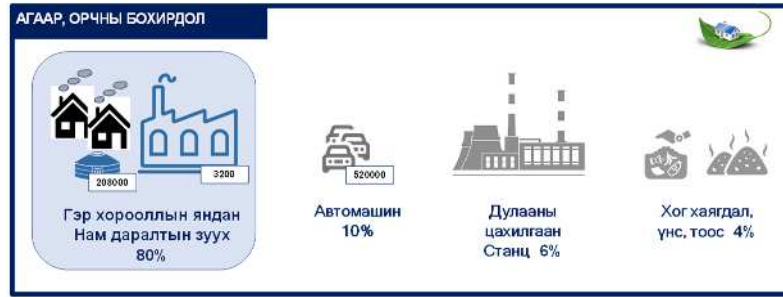 АГААР, ОРЧНЫ БОХИРДОЛ
208000
3200
Гэр хорооллын яндан
Нам даралтын зуух
80%
520000
Автомашин
10%
Дулааны
цахилгаан
Станц 6%
Хог хаягдал,
үнс, тоос 4%